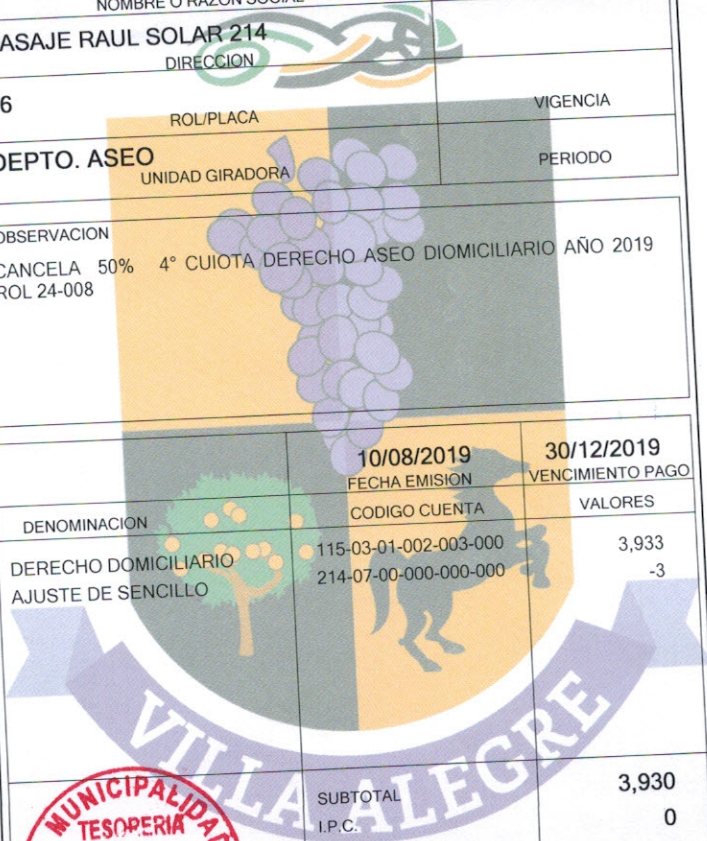 NOMBRE O RAZON SOCIAL
ASAJE RAUL SOLAR 214
DIRECCION
6
ROL/PLACA
VIGENCIA
DEPTO. ASEO
UNIDAD GIRADORA
PERIODO
OBSERVACION
CANCELA 50% 4° CUIOTA DERECHO ASEO DIOMICILIARIO AÑO 2019
ROL 24-008
10/08/2019 30/12/2019
FECHA EMISION VENCIMIENTO PAGO
DENOMINACION CODIGO CUENTA VALORES
DERECHO DOMICILIARIO 115-03-01-002-003-000 3,933
AJUSTE DE SENCILLO 214-07-00-000-000-000 -3
VILLA ALEGRE
SUBTOTAL 3,930
I.P.C. 0
MUNICIPALIDAD
TESORERIA